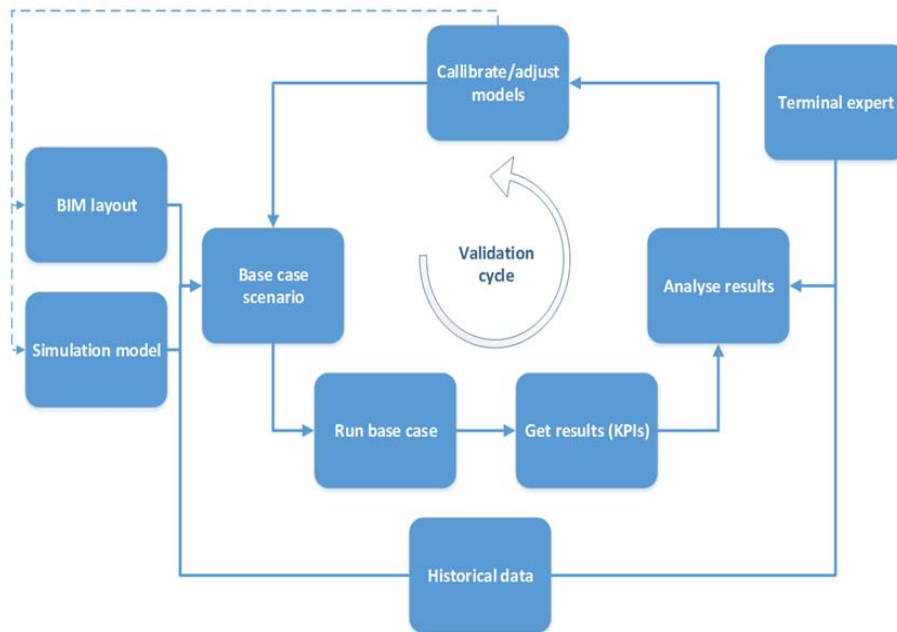 Callibrate/adjust
models
Terminal expert
BIM layout
Base case
scenario
Validation
cycle
Analyse results
Simulation model
Run base case
Get results (KPIs)
Historical data